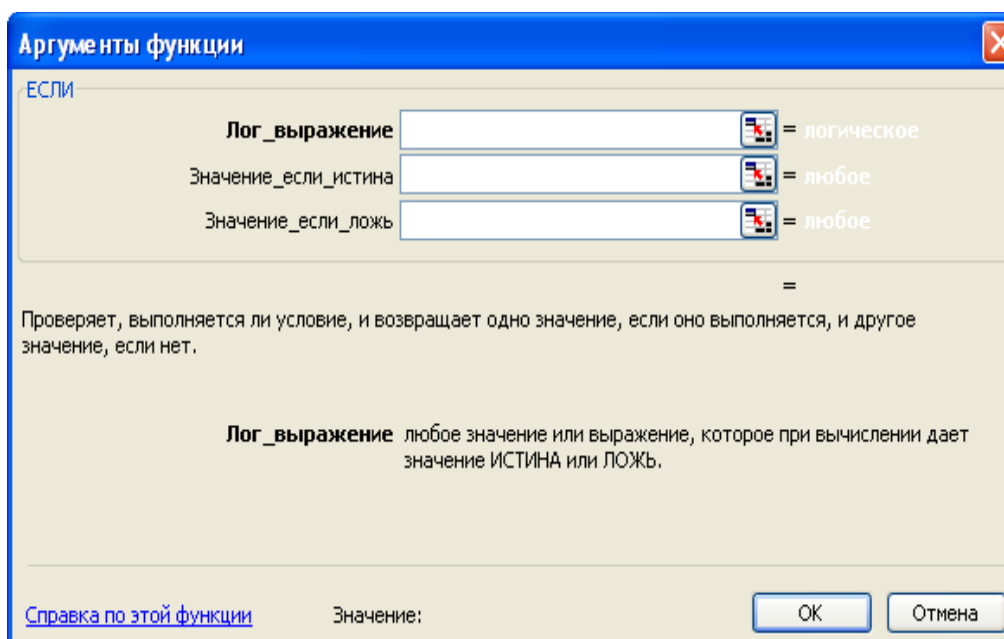 Аргументы функции
ЕСЛИ
Лог_выражение = логическое
Значение_если_истина = любое
Значение_если_ложь = любое
=
Проверяет, выполняется ли условие, и возвращает одно значение, если оно выполняется, и другое
значение, если нет.
Лог_выражение любое значение или выражение, которое при вычислении дает
значение ИСТИНА или ЛОЖЬ.
Справка по этой функции Значение: ОК Отмена